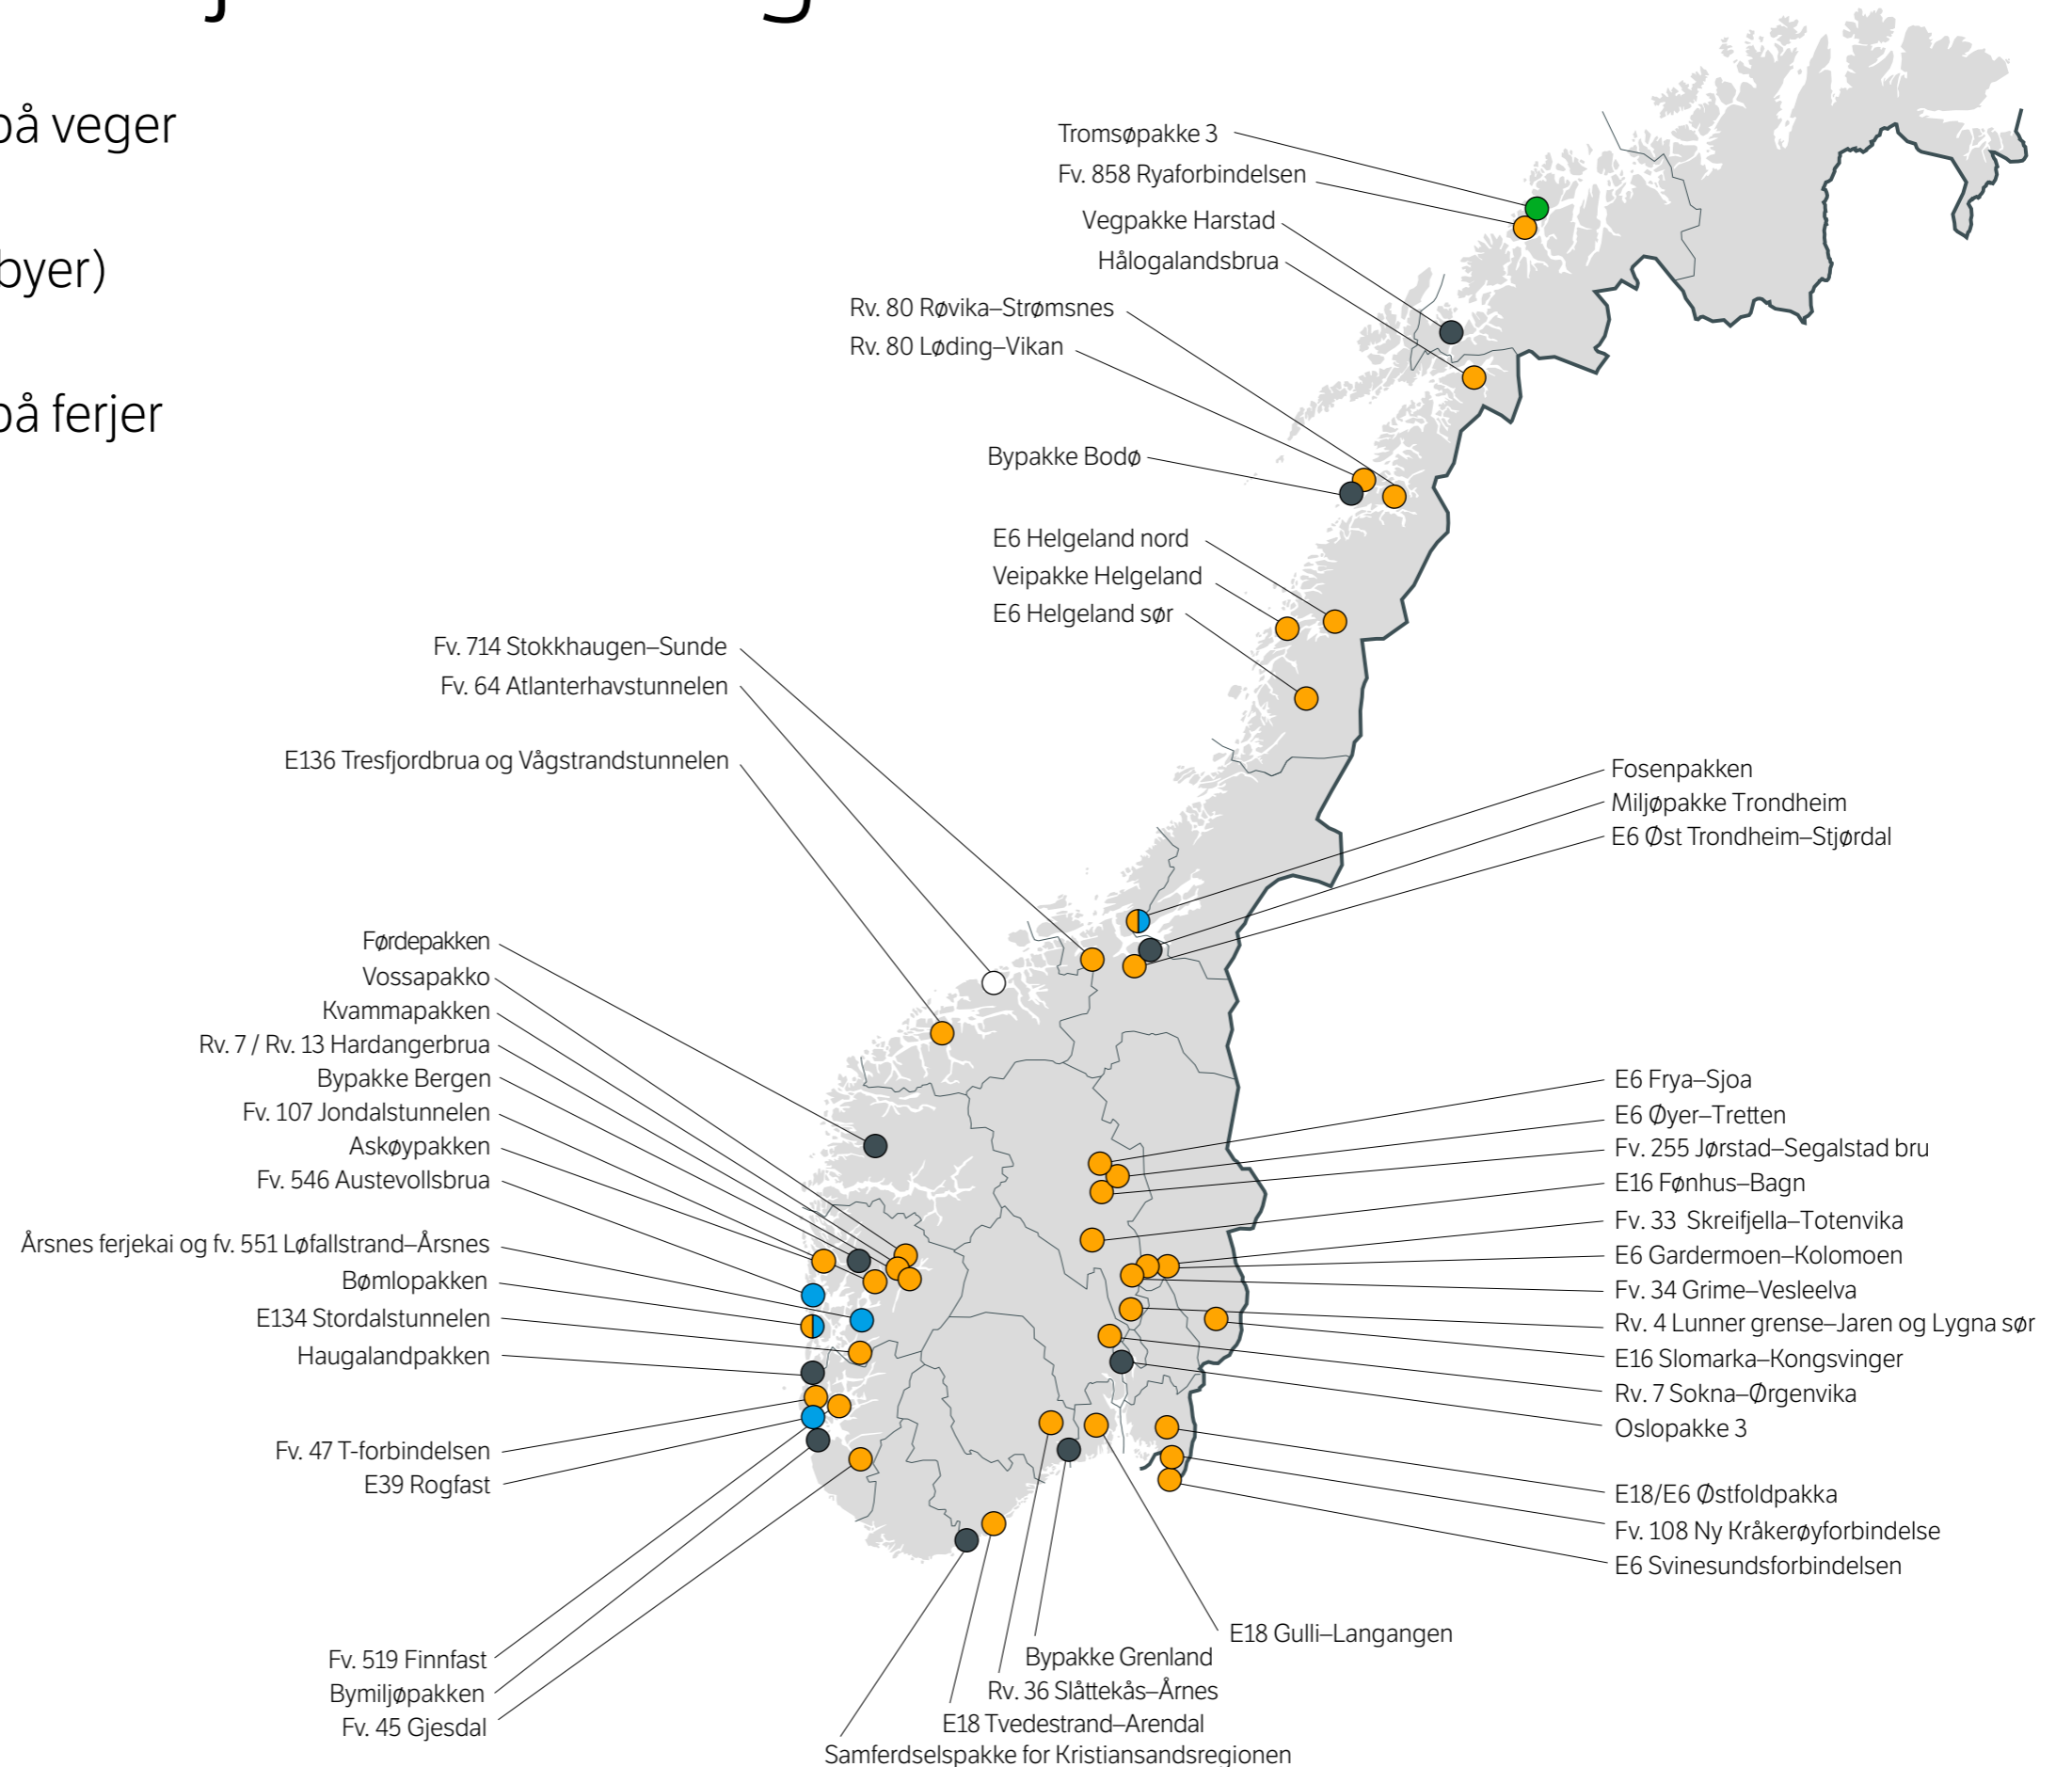 på veger
byer)
på ferjer
Tromsøpakke 3
Fv. 858 Ryaforbindelsen
Vegpakke Harstad
Hålogalandsbrua
Rv. 80 Røvika–Strømsnes
Rv. 80 Løding–Vikan
Bypakke Bodø
E6 Helgeland nord
Veipakke Helgeland
E6 Helgeland sør
Fv. 714 Stokkhaugen–Sunde
Fv. 64 Atlanterhavstunnelen
E136 Tresfjordbrua og Vågstrandstunnelen
Fosenpakken
Miljøpakke Trondheim
E6 Øst Trondheim–Stjørdal
Førdepakken
Vossapakko
Kvammapakken
Rv. 7 / Rv. 13 Hardangerbrua
Bypakke Bergen
Fv. 107 Jondalstunnelen
Askøypakken
Fv. 546 Austevollsbrua
Årsnes ferjekai og fv. 551 Løfallstrand–Årsnes
Bømlopakken
E134 Stordalstunnelen
Haugalandpakken
Fv. 47 T-forbindelsen
E39 Rogfast
Fv. 519 Finnfast
Bymiljøpakken
Fv. 45 Gjesdal
E6 Frya–Sjoa
E6 Øyer–Tretten
Fv. 255 Jørstad–Segalstad bru
E16 Fønhus–Bagn
Fv. 33 Skreifjella–Totenvika
E6 Gardermoen–Kolomoen
Fv. 34 Grime–Vesleelva
Rv. 4 Lunner grense–Jaren og Lygna sør
E16 Slomarka–Kongsvinger
Rv. 7 Sokna–Ørgenvika
Oslopakke 3
E18/E6 Østfoldpakka
Fv. 108 Ny Kråkerøyforbindelse
E6 Svinesundsforbindelsen
E18 Gulli–Langangen
Bypakke Grenland
Rv. 36 Slåttekås–Årnes
E18 Tvedestrand–Arendal
Samferdselspakke for Kristiansandsregionen